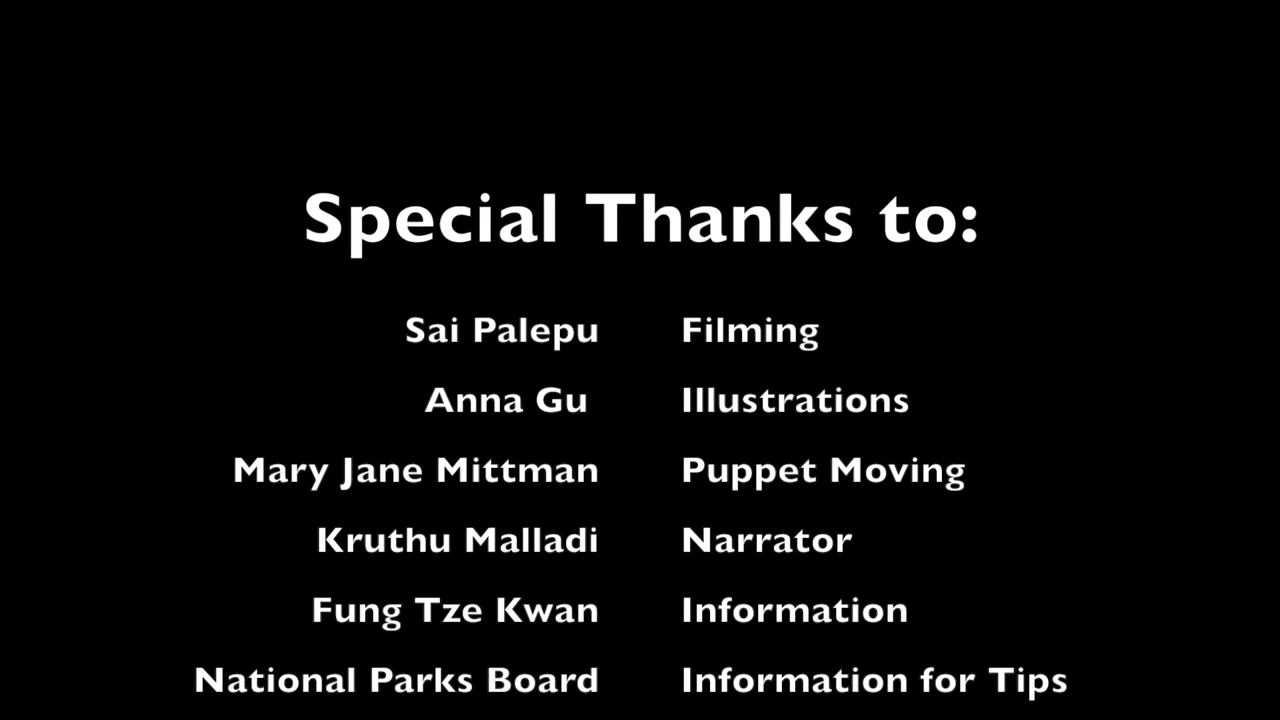 Special Thanks to:
Sai Palepu Filming
Anna Gu Illustrations
Mary Jane Mittman Puppet Moving
Kruthu Malladi Narrator
Fung Tze Kwan Information
National Parks Board Information for Tips